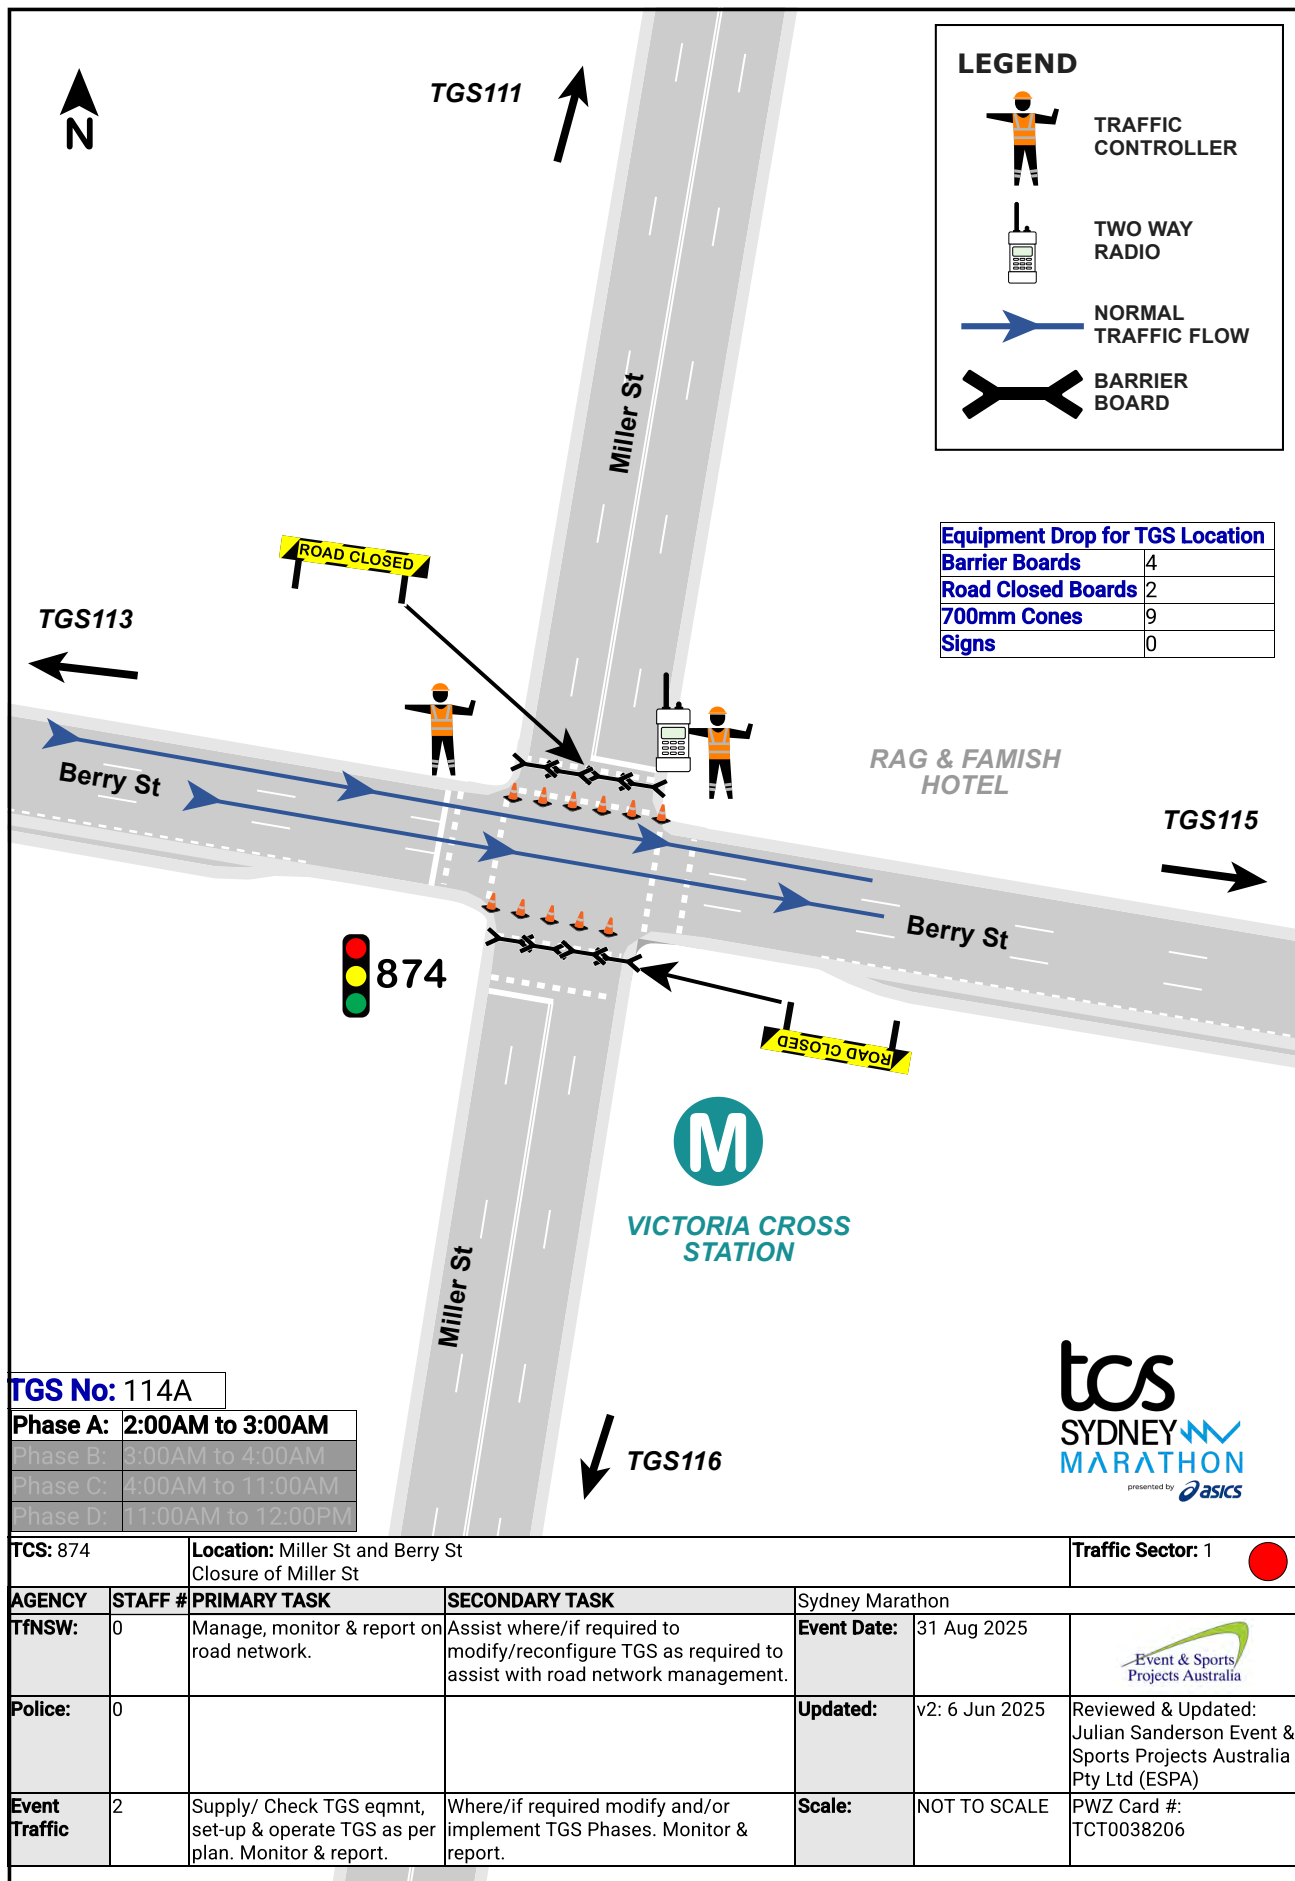 TGS111
N
LEGEND
TRAFFIC
CONTROLLER
TWO WAY
RADIO
NORMAL
TRAFFIC FLOW
BARRIER
BOARD
Miller St
Equipment Drop for TGS Location
Barrier Boards 4
Road Closed Boards 2
700mm Cones 9
Signs 0
ROAD CLOSED
TGS113
RAG & FAMISH
HOTEL
Berry St
TGS115
Berry St
874
ROAD CLOSED
M
VICTORIA CROSS
STATION
Miller St
TGS116
tcs
SYDNEY
MARATHON
presented by asics
TGS No: 114A
Phase A: 2:00AM to 3:00AM
Phase B: 3:00AM to 4:00AM
Phase C: 4:00AM to 11:00AM
Phase D: 11:00AM to 12:00PM
TCS: 874
Location: Miller St and Berry St
Closure of Miller St
Traffic Sector: 1
AGENCY STAFF # PRIMARY TASK SECONDARY TASK
Sydney Marathon
TfNSW: 0
Manage, monitor & report on
road network.
Assist where/if required to
modify/reconfigure TGS as required to
assist with road network management.
Event Date: 31 Aug 2025
Event & Sports
Projects Australia
Police: 0
Updated: v2: 6 Jun 2025
Reviewed & Updated:
Julian Sanderson Event &
Sports Projects Australia
Pty Ltd (ESPA)
Event
Traffic
2
Supply/ Check TGS eqmnt,
set-up & operate TGS as per
plan. Monitor & report.
Where/if required modify and/or
implement TGS Phases. Monitor &
report.
Scale: NOT TO SCALE
PWZ Card #:
TCT0038206